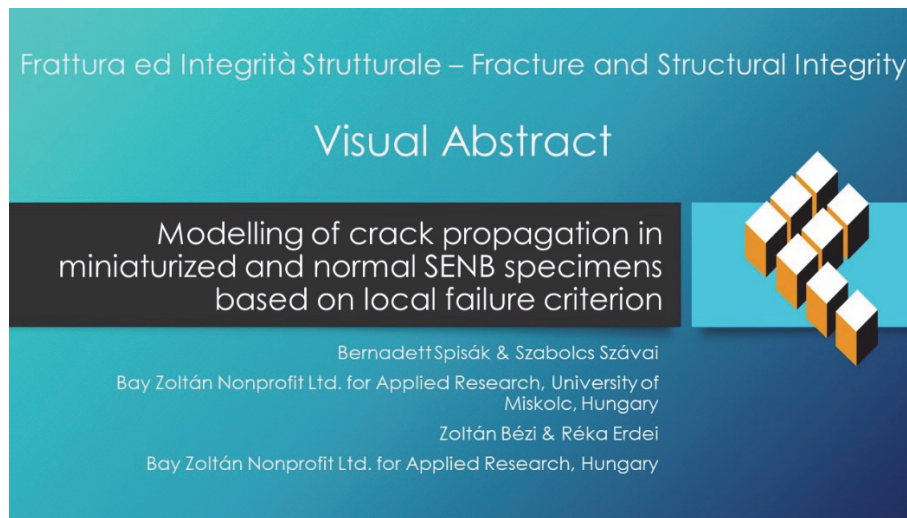 Frattura ed Integrità Strutturale – Fracture and Structural Integrity
Visual Abstract
Modelling of crack propagation in
miniaturized and normal SENB specimens
based on local failure criterion
Bernadett Spisák & Szabolcs Szávai
Bay Zoltán Nonprofit Ltd. for Applied Research, University of
Miskolc, Hungary
Zoltán Bézi & Réka Erdei
Bay Zoltán Nonprofit Ltd. for Applied Research, Hungary